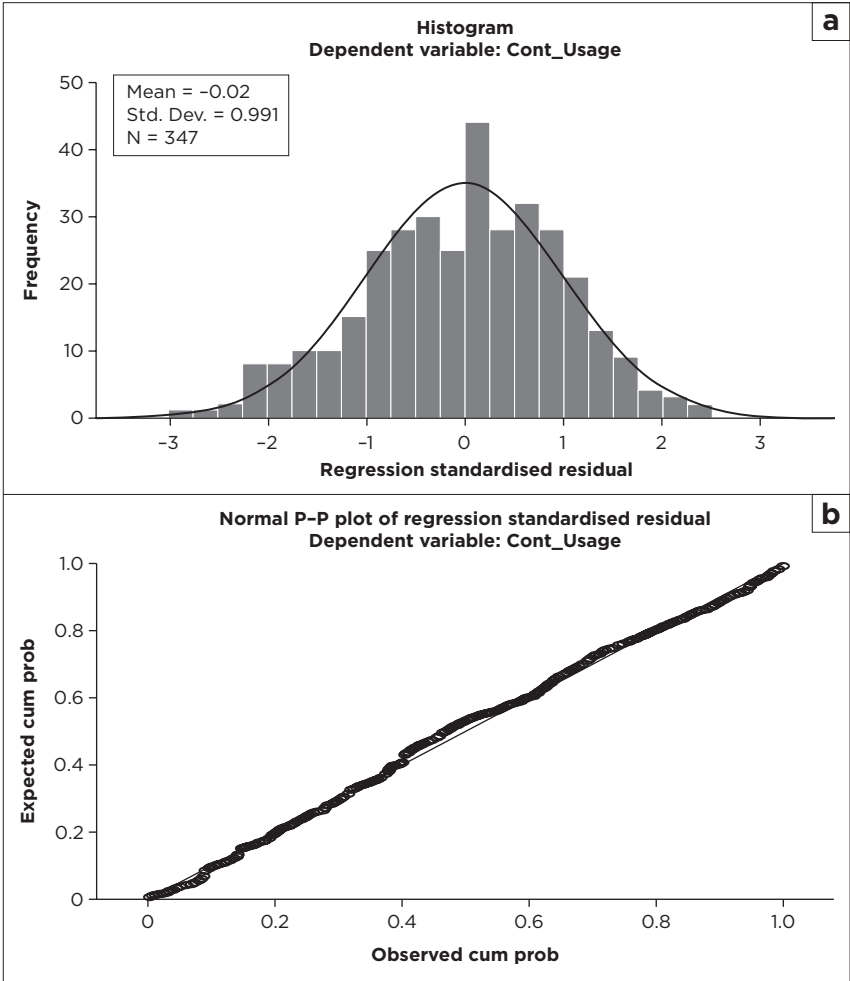 a
Histogram
Dependent variable: Cont_Usage
Mean = –0.02
Std. Dev. = 0.991
N = 347
50
40
30
20
10
0
Frequency
–3
–2
–1
0
1
2
3
Regression standardised residual
b
Normal P–P plot of regression standardised residual
Dependent variable: Cont_Usage
1.0
0.8
0.6
0.4
0.2
0
Expected cum prob
0
0.2
0.4
0.6
0.8
1.0
Observed cum prob